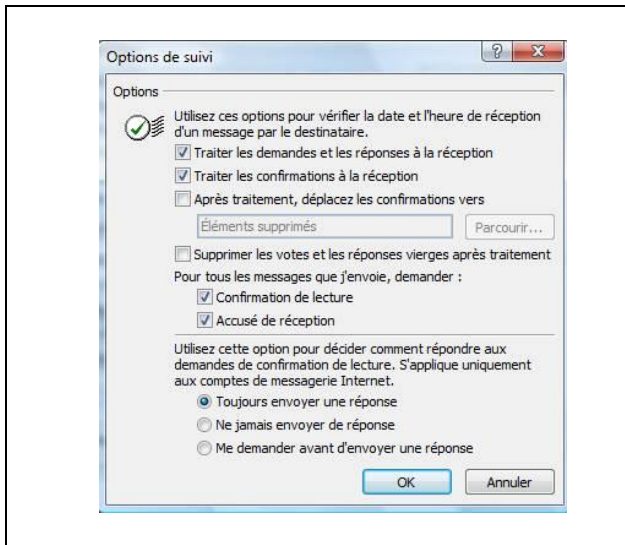 Options de suivi
Options
Utilisez ces options pour vérifier la date et l'heure de réception
d'un message par le destinataire.
Traiter les demandes et les réponses à la réception
Traiter les confirmations à la réception
Après traitement, déplacez les confirmations vers
Éléments supprimés Parcourir...
Supprimer les votes et les réponses vierges après traitement
Pour tous les messages que j'envoie, demander :
Confirmation de lecture
Accusé de réception
Utilisez cette option pour décider comment répondre aux
demandes de confirmation de lecture. S'applique uniquement
aux comptes de messagerie Internet.
Toujours envoyer une réponse
Ne jamais envoyer de réponse
Me demander avant d'envoyer une réponse
OK Annuler